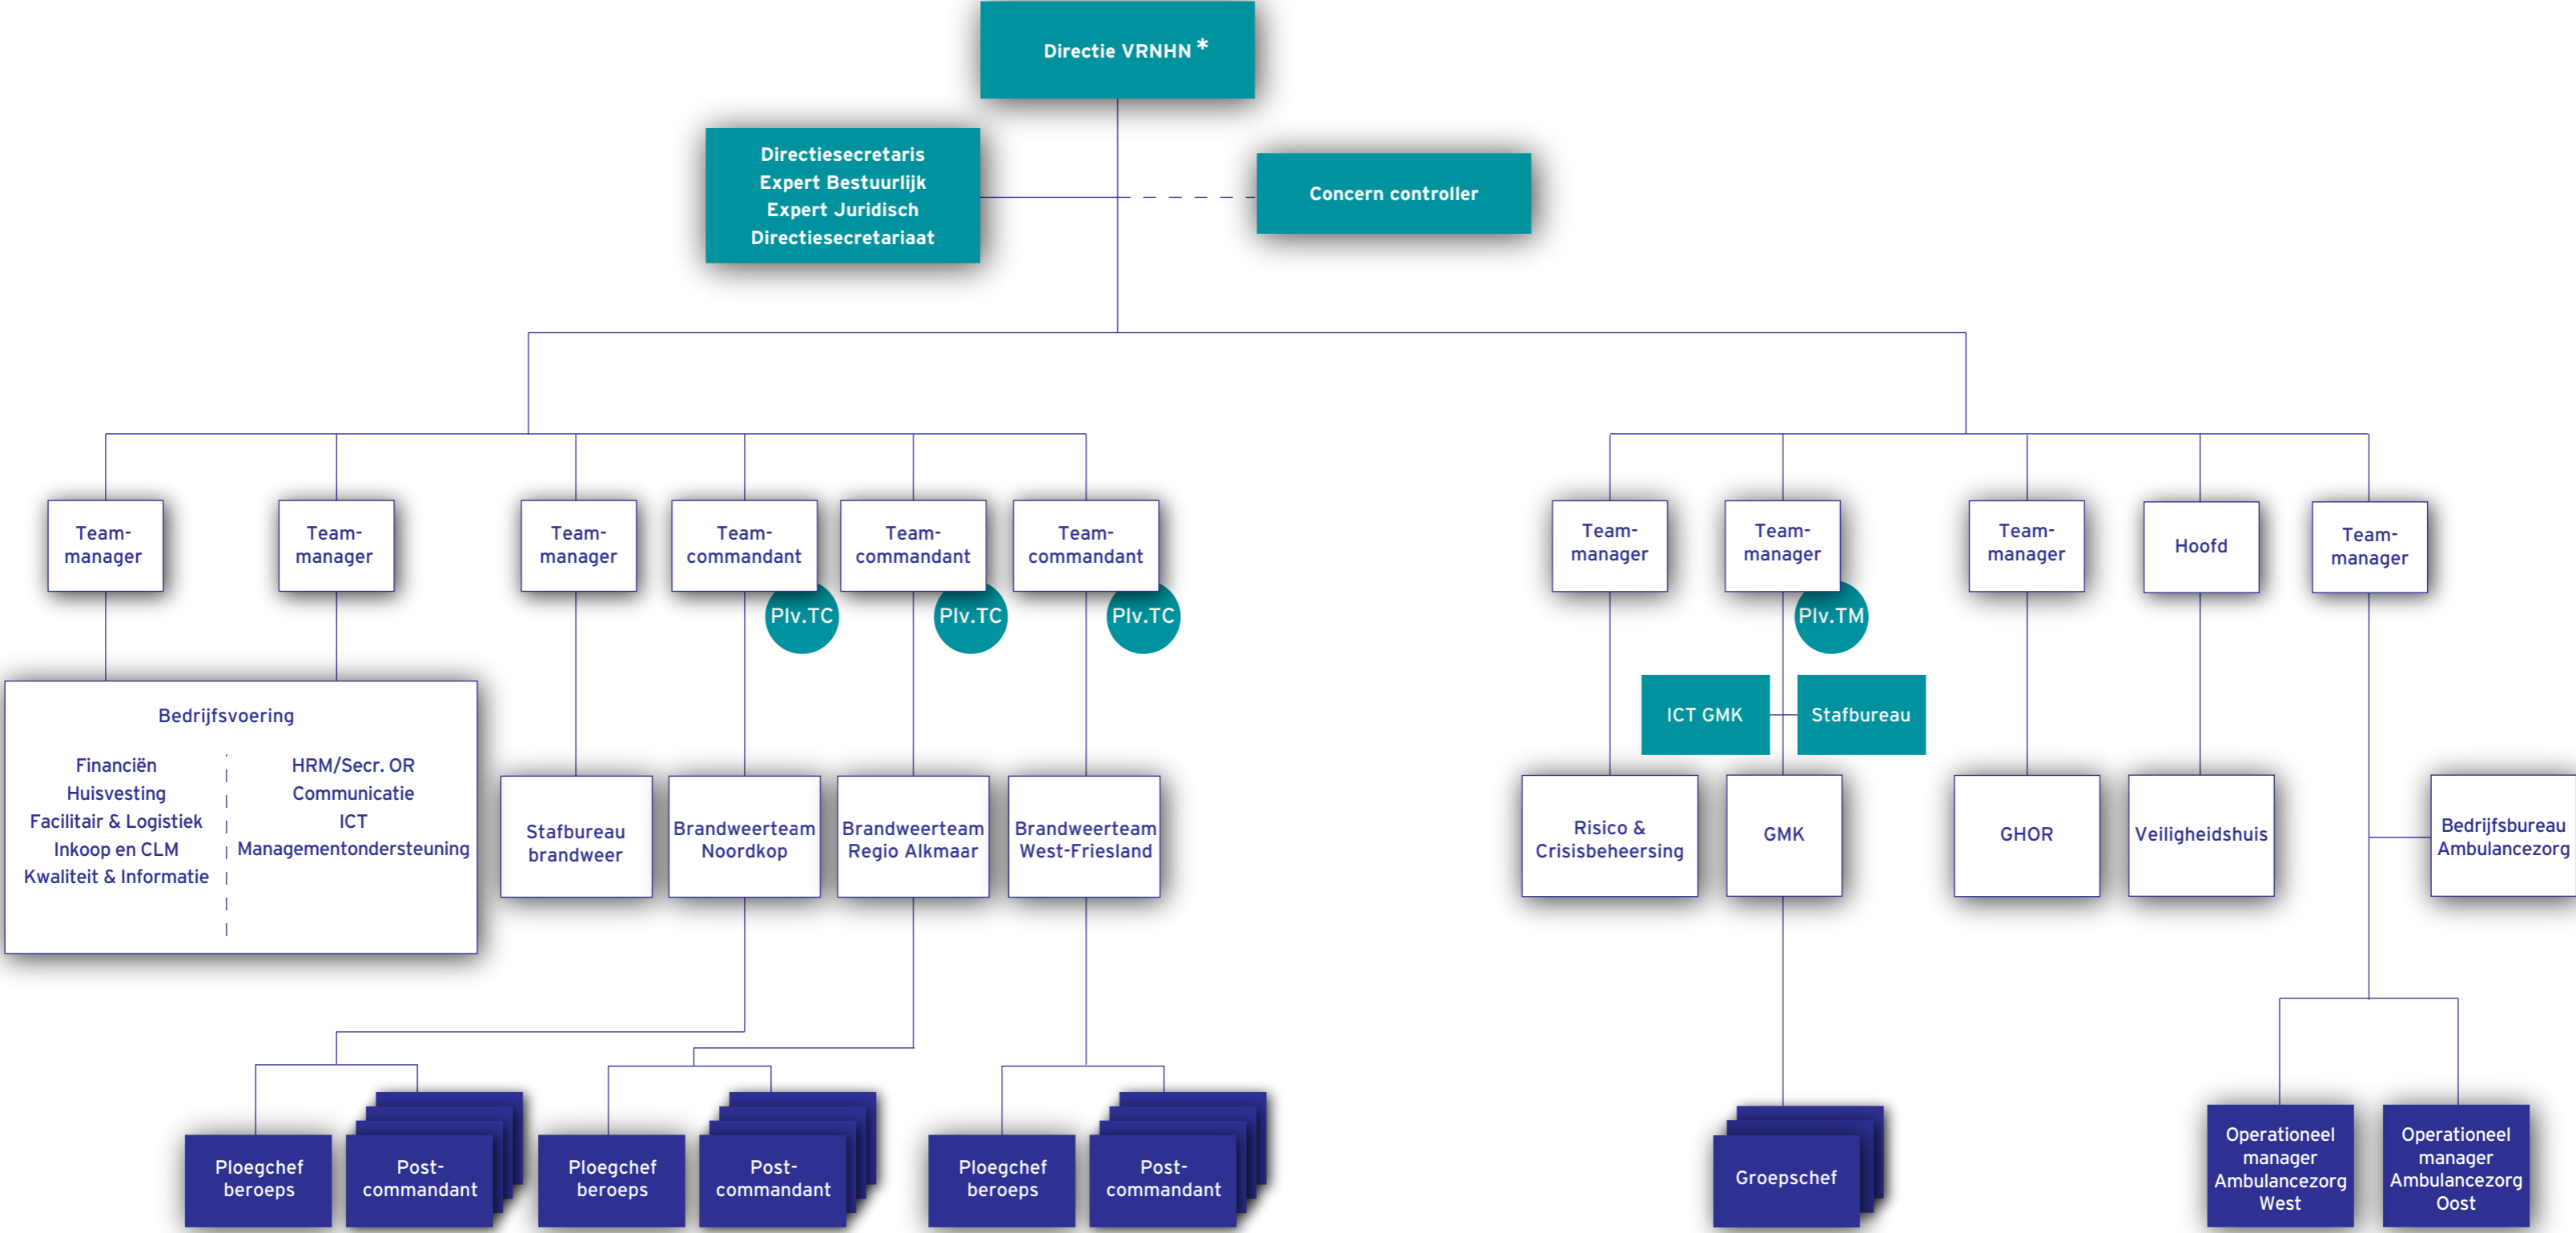 Directie VRNHN *
Directiesecretaris
Expert Bestuurlijk
Expert Juridisch
Directiesecretariaat
Concern controller
Team-
manager
Team-
manager
Team-
manager
Team-
commandant
Plv.TC
Team-
commandant
Plv.TC
Team-
commandant
Plv.TC
Team-
manager
Team-
manager
Plv.TM
Team-
manager
Hoofd
Team-
manager
Bedrijfsvoering
Financiën
Huisvesting
Facilitair & Logistiek
Inkoop en CLM
Kwaliteit & Informatie
HRM/Secr. OR
Communicatie
ICT
Managementondersteuning
Stafbureau
brandweer
Brandweerteam
Noordkop
Brandweerteam
Regio Alkmaar
Brandweerteam
West-Friesland
ICT GMK
Stafbureau
Risico &
Crisisbeheersing
GMK
GHOR
Veiligheidshuis
Bedrijfsbureau
Ambulancezorg
Ploegchef
beroeps
Post-
commandant
Ploegchef
beroeps
Post-
commandant
Ploegchef
beroeps
Post-
commandant
Groepschef
Operationeel
manager
Ambulancezorg
West
Operationeel
manager
Ambulancezorg
Oost